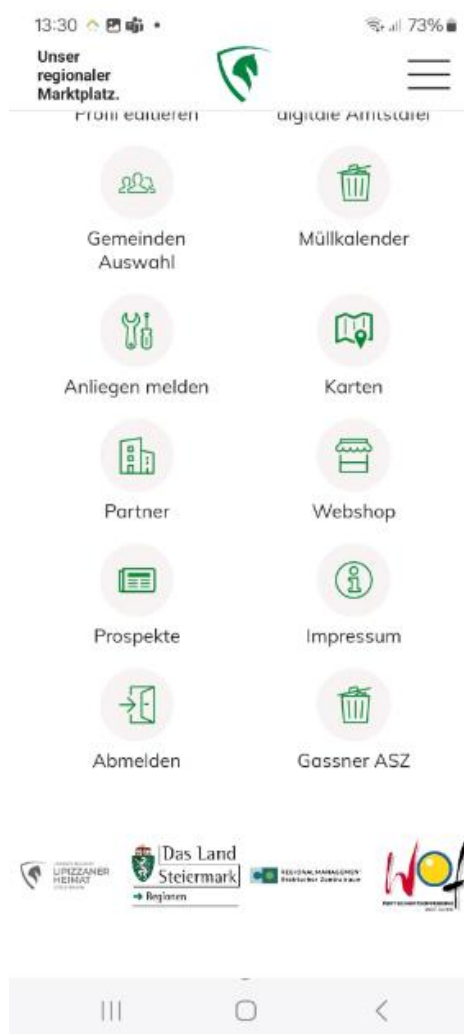 13:30
73%
Unser
regionaler
Marktplatz.
Profil editieren digitale Amtstafel
Gemeinden
Auswahl
Müllkalender
Anliegen melden Karten
Partner Webshop
Prospekte Impressum
Abmelden Gassner ASZ
LIPIZZANER
HEIMAT
Das Land
Steiermark
→ Regionen
REGIONALMANAGEMENT
WOF